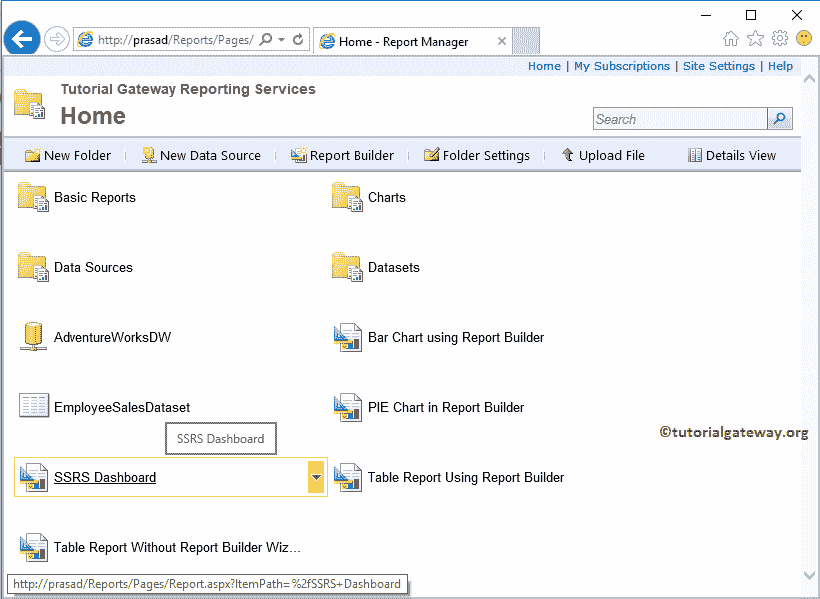 http://prasad/Reports/Pages/
Home - Report Manager
Home | My Subscriptions | Site Settings | Help
Tutorial Gateway Reporting Services
Home
Search
New Folder
New Data Source
Report Builder
Folder Settings
Upload File
Details View
Basic Reports
Charts
Data Sources
Datasets
AdventureWorksDW
Bar Chart using Report Builder
EmployeeSalesDataset
PIE Chart in Report Builder
©tutorialgateway.org
SSRS Dashboard
SSRS Dashboard
Table Report Using Report Builder
Table Report Without Report Builder Wiz...
http://prasad/Reports/Pages/Report.aspx?ItemPath=%2fSSRS+Dashboard